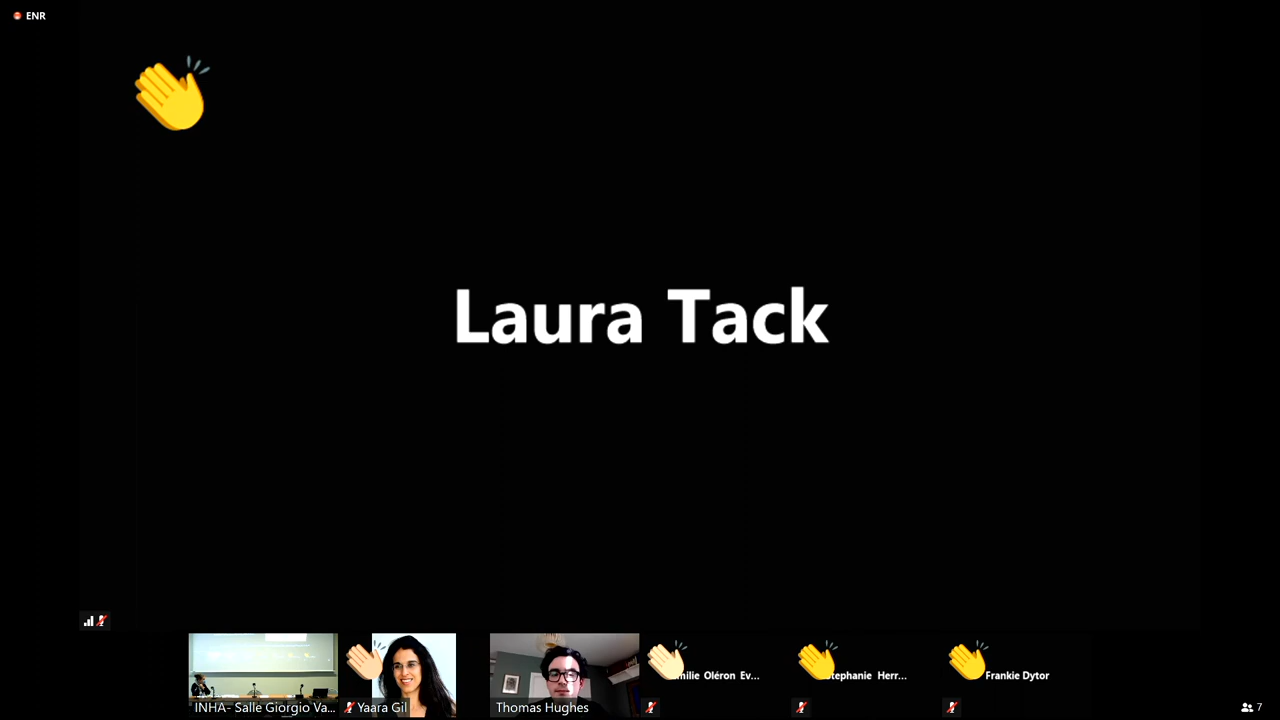 ENR
Laura Tack
INHA- Salle Giorgio Va...
Yaara Gil
Thomas Hughes
milie Oléron Ev...
tephanie Herr...
Frankie Dytor
7